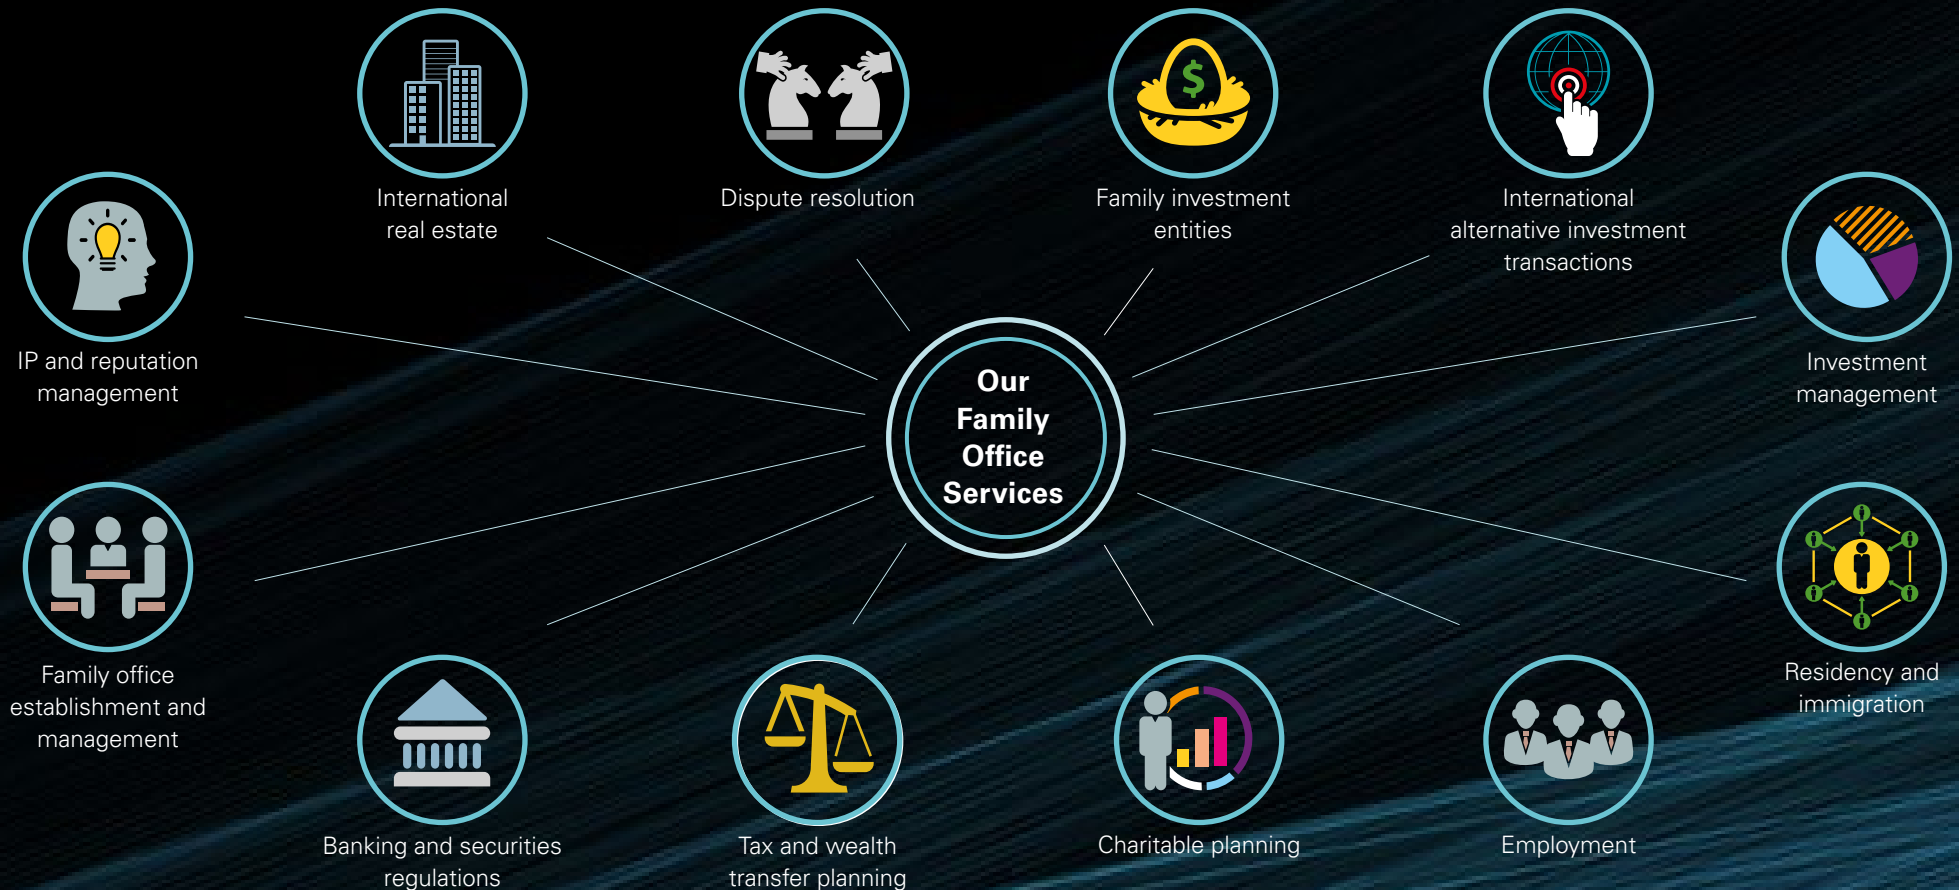 International
real estate
Dispute resolution
Family investment
entities
International
alternative investment
transactions
$
IP and reputation
management
Investment
management
Our
Family
Office
Services
Family office
establishment and
management
Residency and
immigration
Banking and securities
regulations
Tax and wealth
transfer planning
Charitable planning
Employment